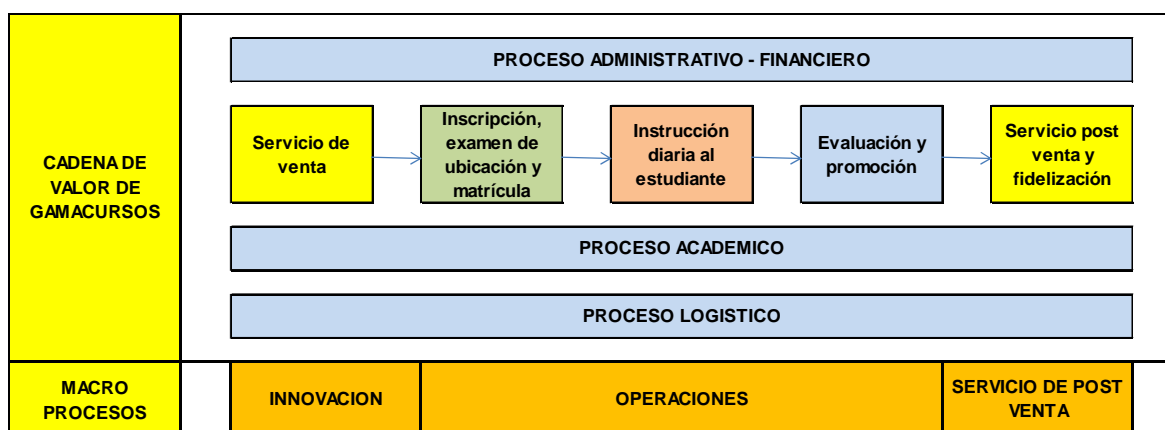 PROCESO ADMINISTRATIVO - FINANCIERO
CADENA DE
VALOR DE
GAMACURSOS
Servicio de
venta
Inscripción,
examen de
ubicación y
matrícula
Instrucción
diaria al
estudiante
Evaluación y
promoción
Servicio post
venta y
fidelización
PROCESO ACADEMICO
PROCESO LOGISTICO
MACRO
PROCESOS
INNOVACION
OPERACIONES
SERVICIO DE POST
VENTA